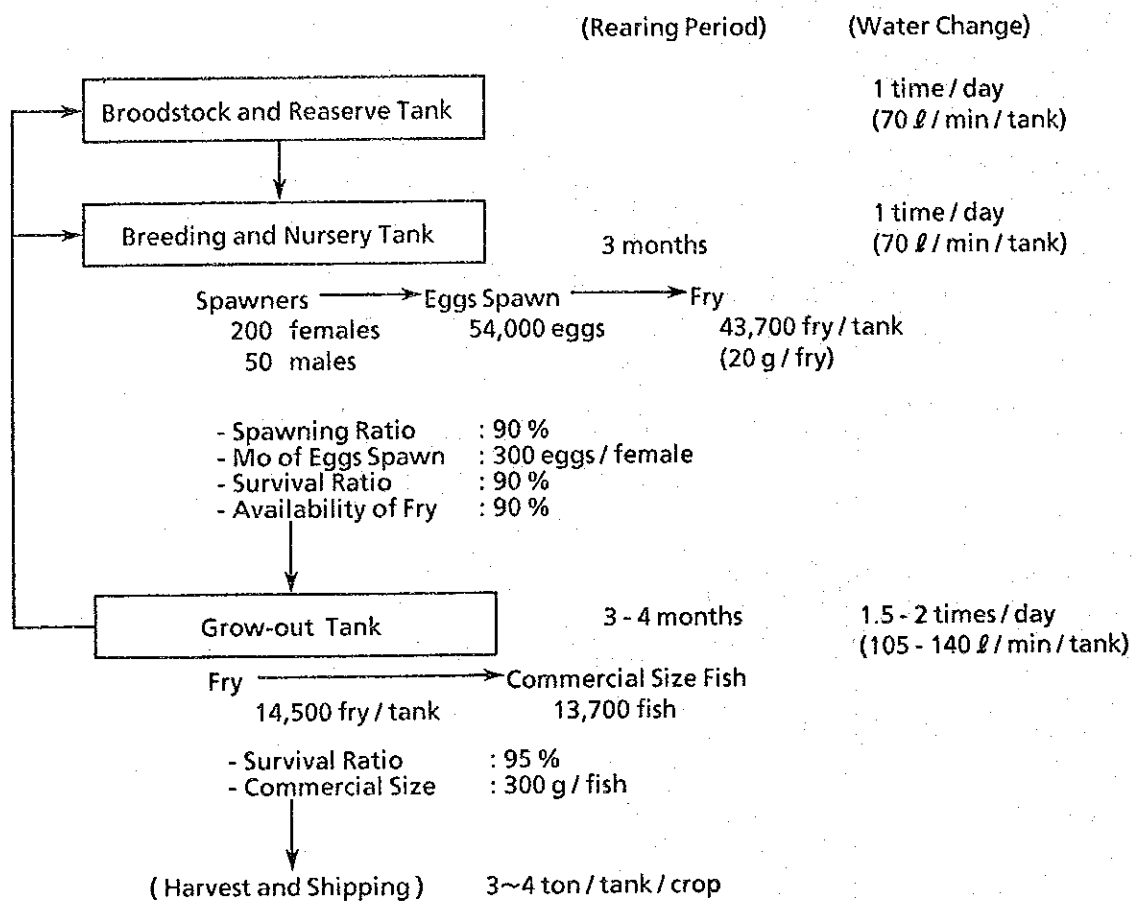 (Rearing Period) (Water Change)
Broodstock and Reaserve Tank
1 time / day
(70 ℓ / min / tank)
Breeding and Nursery Tank
3 months
1 time / day
(70 ℓ / min / tank)
Spawners Eggs Spawn Fry
200 females 54,000 eggs 43,700 fry / tank
50 males (20 g / fry)
- Spawning Ratio : 90 %
- Mo of Eggs Spawn : 300 eggs / female
- Survival Ratio : 90 %
- Availability of Fry : 90 %
Grow-out Tank
3 - 4 months
1.5 - 2 times / day
(105 - 140 ℓ / min / tank)
Fry Commercial Size Fish
14,500 fry / tank 13,700 fish
- Survival Ratio : 95 %
- Commercial Size : 300 g / fish
( Harvest and Shipping ) 3~4 ton / tank / crop